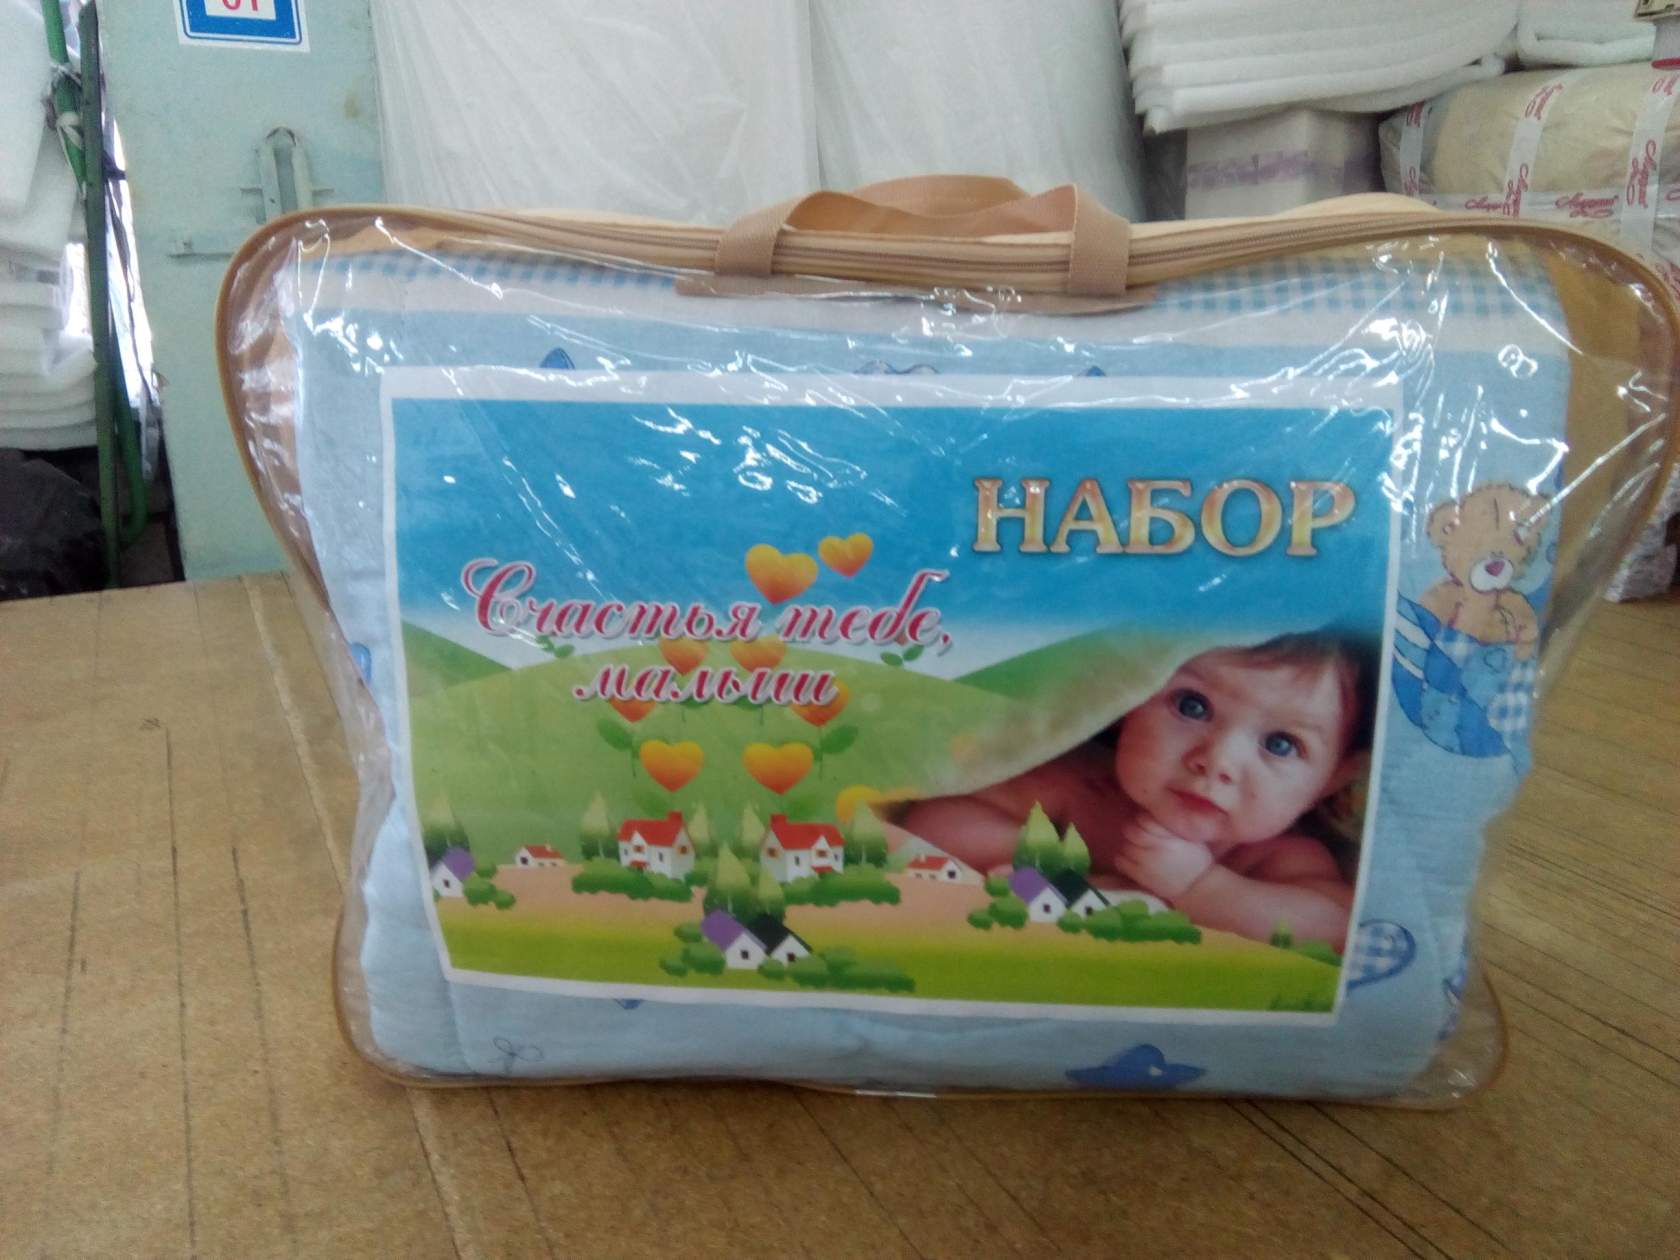 НАБОР
Счастья тебе,
малыш